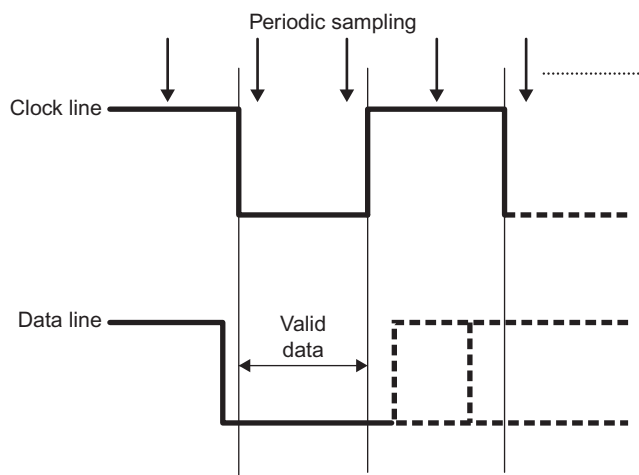 Periodic sampling
Clock line
Data line
Valid
data